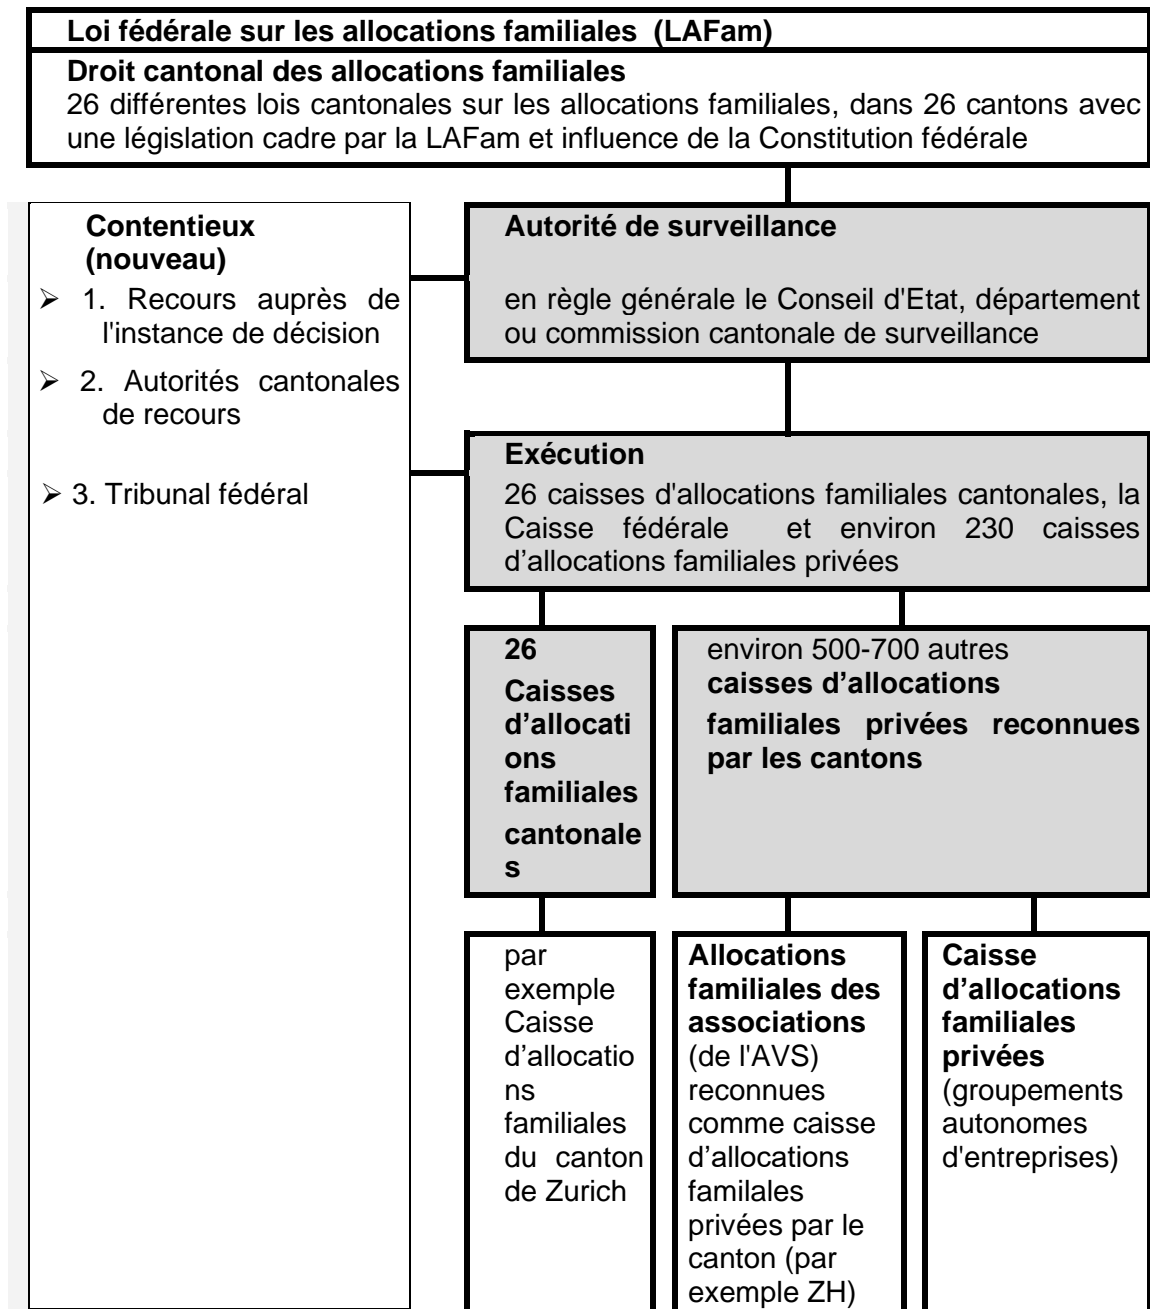 Loi fédérale sur les allocations familiales (LAFam)
Droit cantonal des allocations familiales
26 différentes lois cantonales sur les allocations familiales, dans 26 cantons avec
une législation cadre par la LAFam et influence de la Constitution fédérale
Contentieux
(nouveau)
➢ 1. Recours auprès de
l'instance de décision
➢ 2. Autorités cantonales
de recours
➢ 3. Tribunal fédéral
Autorité de surveillance
en règle générale le Conseil d'Etat, département
ou commission cantonale de surveillance
Exécution
26 caisses d'allocations familiales cantonales, la
Caisse fédérale et environ 230 caisses
d’allocations familiales privées
26
Caisses
d’allocati
ons
familiales
cantonale
s
environ 500-700 autres
caisses d’allocations
familiales privées reconnues
par les cantons
par
exemple
Caisse
d’allocatio
ns
familiales
du canton
de Zurich
Allocations
familiales des
associations
(de l'AVS)
reconnues
comme caisse
d’allocations
familales
privées par le
canton (par
exemple ZH)
Caisse
d’allocations
familiales
privées
(groupements
autonomes
d'entreprises)